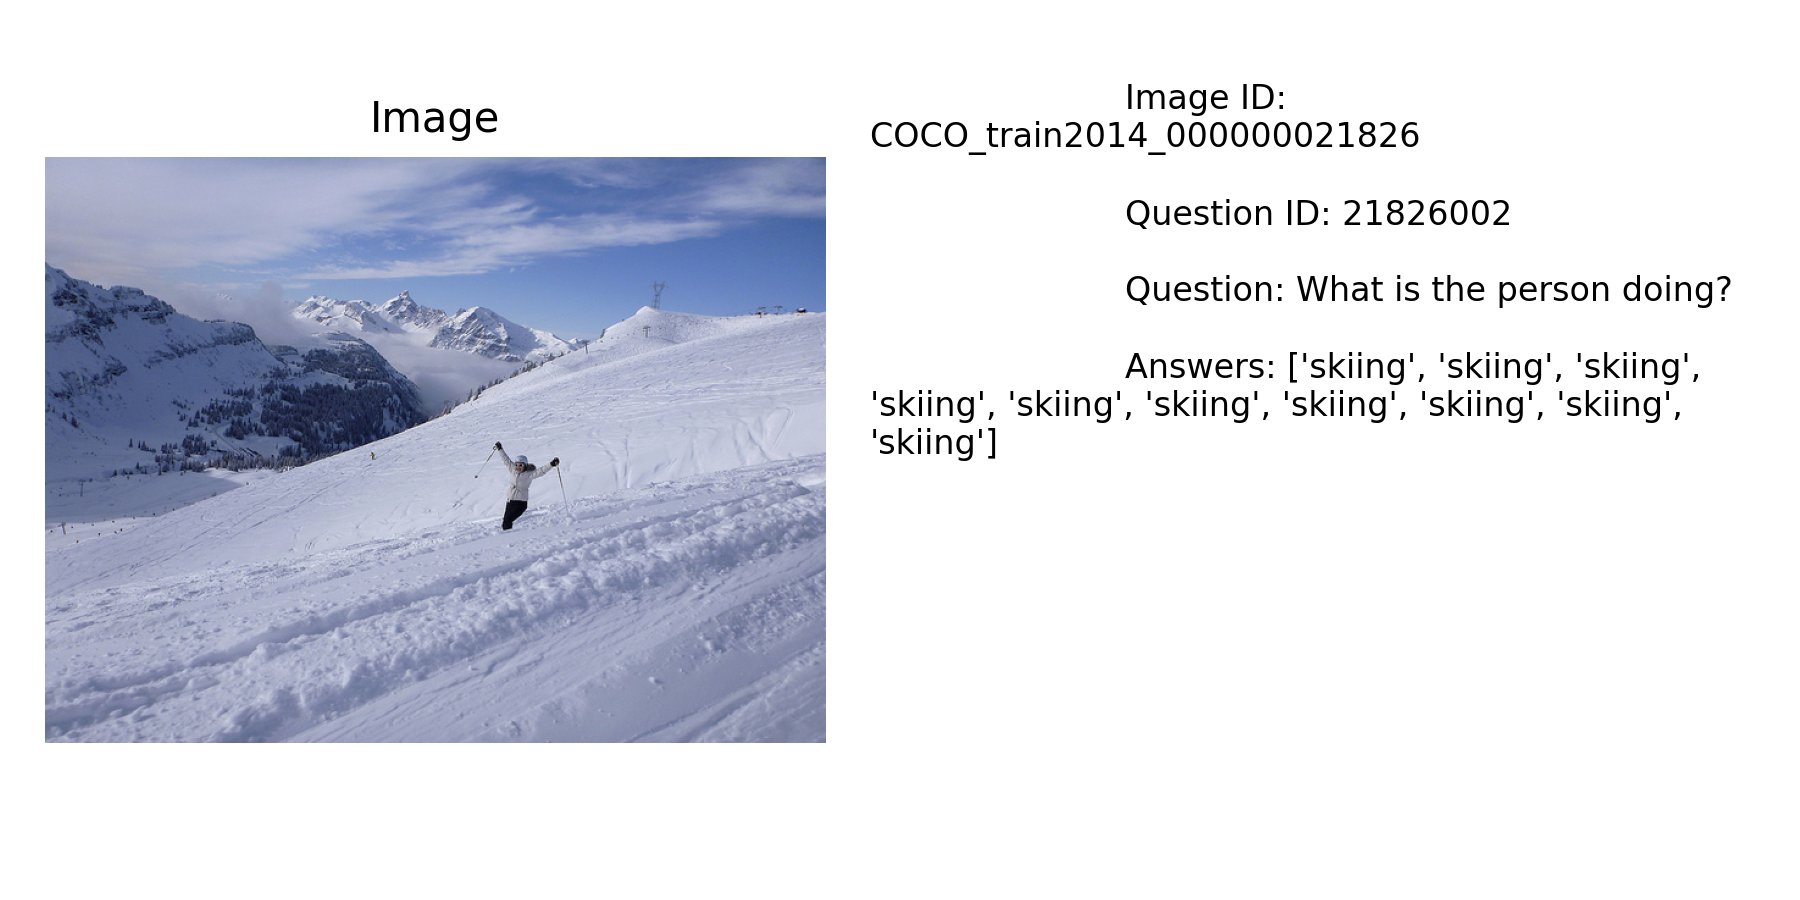 Image
Image ID:
COCO_train2014_000000021826
Question ID: 21826002
Question: What is the person doing?
Answers: ['skiing', 'skiing', 'skiing',
'skiing', 'skiing', 'skiing', 'skiing', 'skiing', 'skiing',
'skiing']